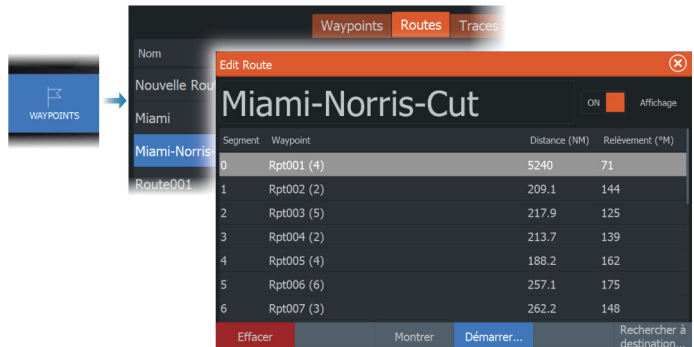 Waypoints Routes Traces
Nom
Nouvelle Rou
Miami
Miami-Norris-
Route001
WAYPOINTS
Edit Route
Miami-Norris-Cut
ON Affichage
Segment Waypoint Distance (NM) Relèvement (°M)
0 Rpt001 (4) 5240 71
1 Rpt002 (2) 209.1 144
2 Rpt003 (5) 217.9 125
3 Rpt004 (2) 213.7 139
4 Rpt005 (4) 188.2 162
5 Rpt006 (6) 257.1 175
6 Rpt007 (3) 262.2 148
Effacer Montrer Démarrer... Rechercher à
destination...